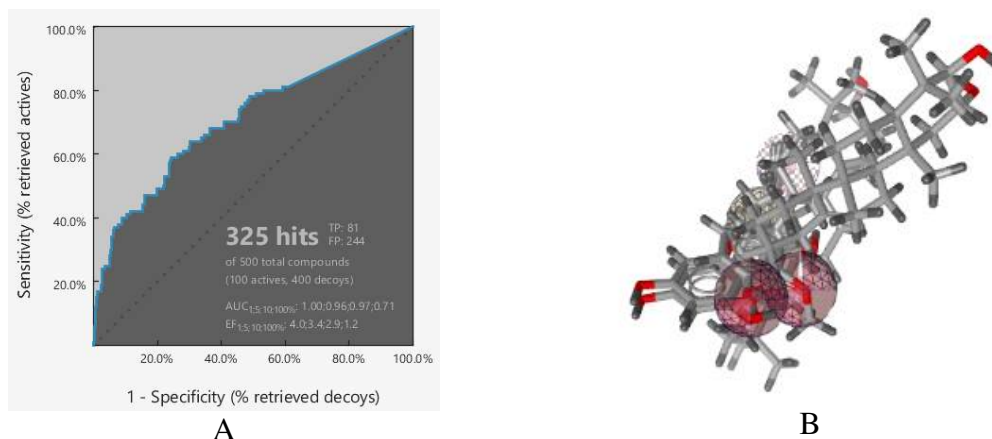 100.0%
80.0%
60.0%
40.0%
20.0%
Sensitivity (% retrieved actives)
325 hits TP: 81
FP: 244
of 500 total compounds
(100 actives, 400 decoys)
AUC1;5;10;100%: 1.00;0.96;0.97;0.71
EF1;5;10;100%: 4.0;3.4;2.9;1.2
20.0% 40.0% 60.0% 80.0% 100.0%
1 - Specificity (% retrieved decoys)
A
B